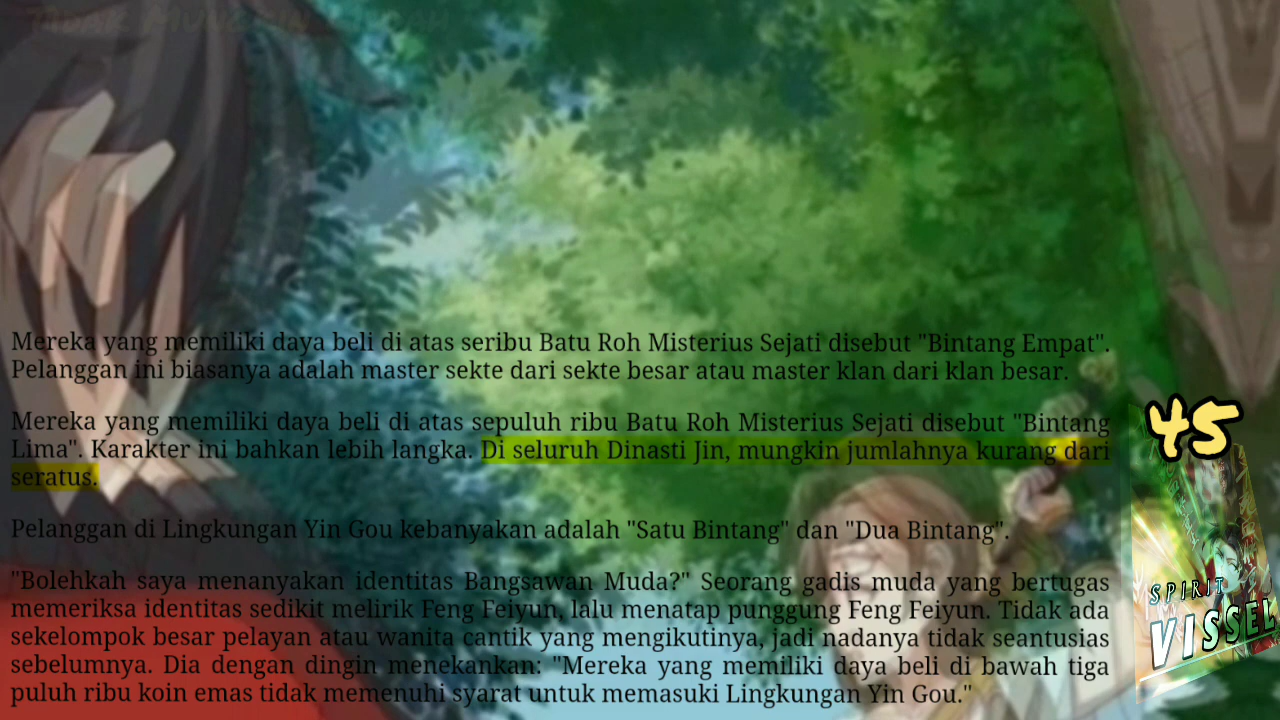 Mereka yang memiliki daya beli di atas seribu Batu Roh Misterius Sejati disebut "Bintang Empat".
Pelanggan ini biasanya adalah master sekte dari sekte besar atau master klan dari klan besar.
Mereka yang memiliki daya beli di atas sepuluh ribu Batu Roh Misterius Sejati disebut "Bintang
Lima". Karakter ini bahkan lebih langka. Di seluruh Dinasti Jin, mungkin jumlahnya kurang dari
seratus.
Pelanggan di Lingkungan Yin Gou kebanyakan adalah "Satu Bintang" dan "Dua Bintang".
"Bolehkah saya menanyakan identitas Bangsawan Muda?" Seorang gadis muda yang bertugas
memeriksa identitas sedikit melirik Feng Feiyun, lalu menatap punggung Feng Feiyun. Tidak ada
sekelompok besar pelayan atau wanita cantik yang mengikutinya, jadi nadanya tidak seantusias
sebelumnya. Dia dengan dingin menekankan: "Mereka yang memiliki daya beli di bawah tiga
puluh ribu koin emas tidak memenuhi syarat untuk memasuki Lingkungan Yin Gou."
45
SPIRIT
VISSEL